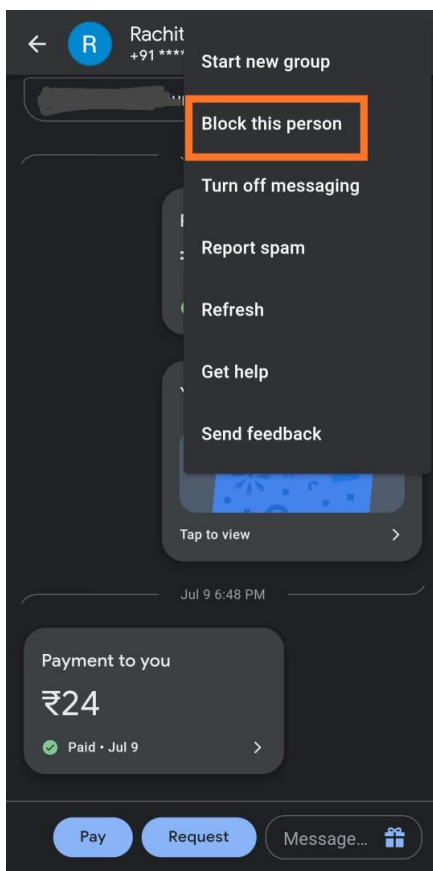 R
Rachit
+91 ****
Start new group
Block this person
Turn off messaging
Report spam
Refresh
Get help
Send feedback
Tap to view
Jul 9 6:48 PM
Payment to you
₹24
Paid • Jul 9
Pay
Request
Message...